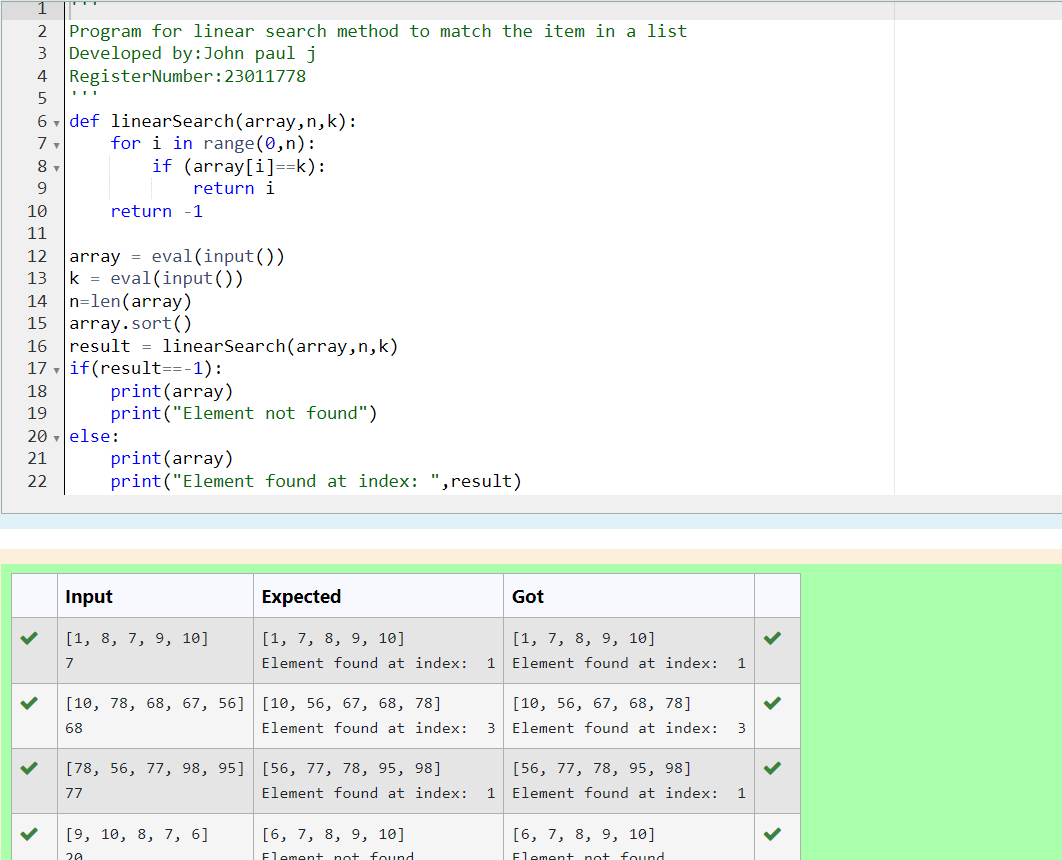 1 '''
2 Program for linear search method to match the item in a list
3 Developed by:John paul j
4 RegisterNumber:23011778
5 '''
6 def linearSearch(array,n,k):
7     for i in range(0,n):
8         if (array[i]==k):
9             return i
10     return -1
11
12 array = eval(input())
13 k = eval(input())
14 n=len(array)
15 array.sort()
16 result = linearSearch(array,n,k)
17 if(result==-1):
18     print(array)
19     print("Element not found")
20 else:
21     print(array)
22     print("Element found at index: ",result)
Input Expected Got
[1, 8, 7, 9, 10] [1, 7, 8, 9, 10] [1, 7, 8, 9, 10]
7 Element found at index:  1 Element found at index:  1
[10, 78, 68, 67, 56] [10, 56, 67, 68, 78] [10, 56, 67, 68, 78]
68 Element found at index:  3 Element found at index:  3
[78, 56, 77, 98, 95] [56, 77, 78, 95, 98] [56, 77, 78, 95, 98]
77 Element found at index:  1 Element found at index:  1
[9, 10, 8, 7, 6] [6, 7, 8, 9, 10] [6, 7, 8, 9, 10]
20 Element not found Element not found